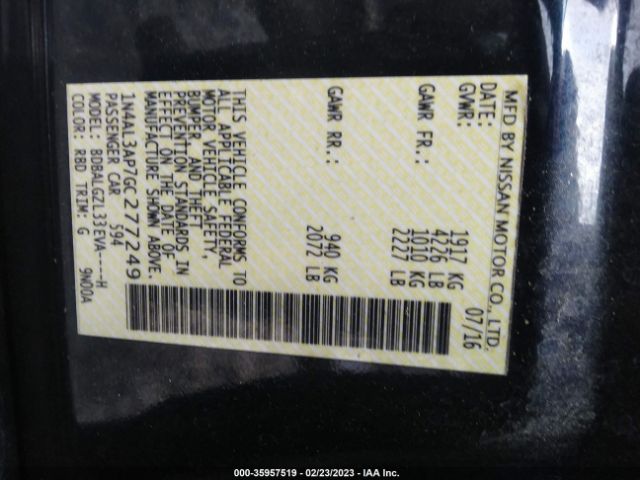 MFD BY NISSAN MOTOR CO., LTD.
DATE: 07/16
GVWR: 1917 KG
4226 LB
GAWR FR.: 1010 KG
2227 LB
GAWR RR.: 940 KG
2072 LB
THIS VEHICLE CONFORMS TO
ALL APPLICABLE FEDERAL
MOTOR VEHICLE SAFETY,
BUMPER, AND THEFT
PREVENTION STANDARDS IN
EFFECT ON THE DATE OF
MANUFACTURE SHOWN ABOVE.
1N4AL3AP7GC277249
PASSENGER CAR 594
MODEL: BDBALGZL33EVA----H
COLOR: RBD TRIM: G 9N00A
000-35957519 - 02/23/2023 - IAA Inc.